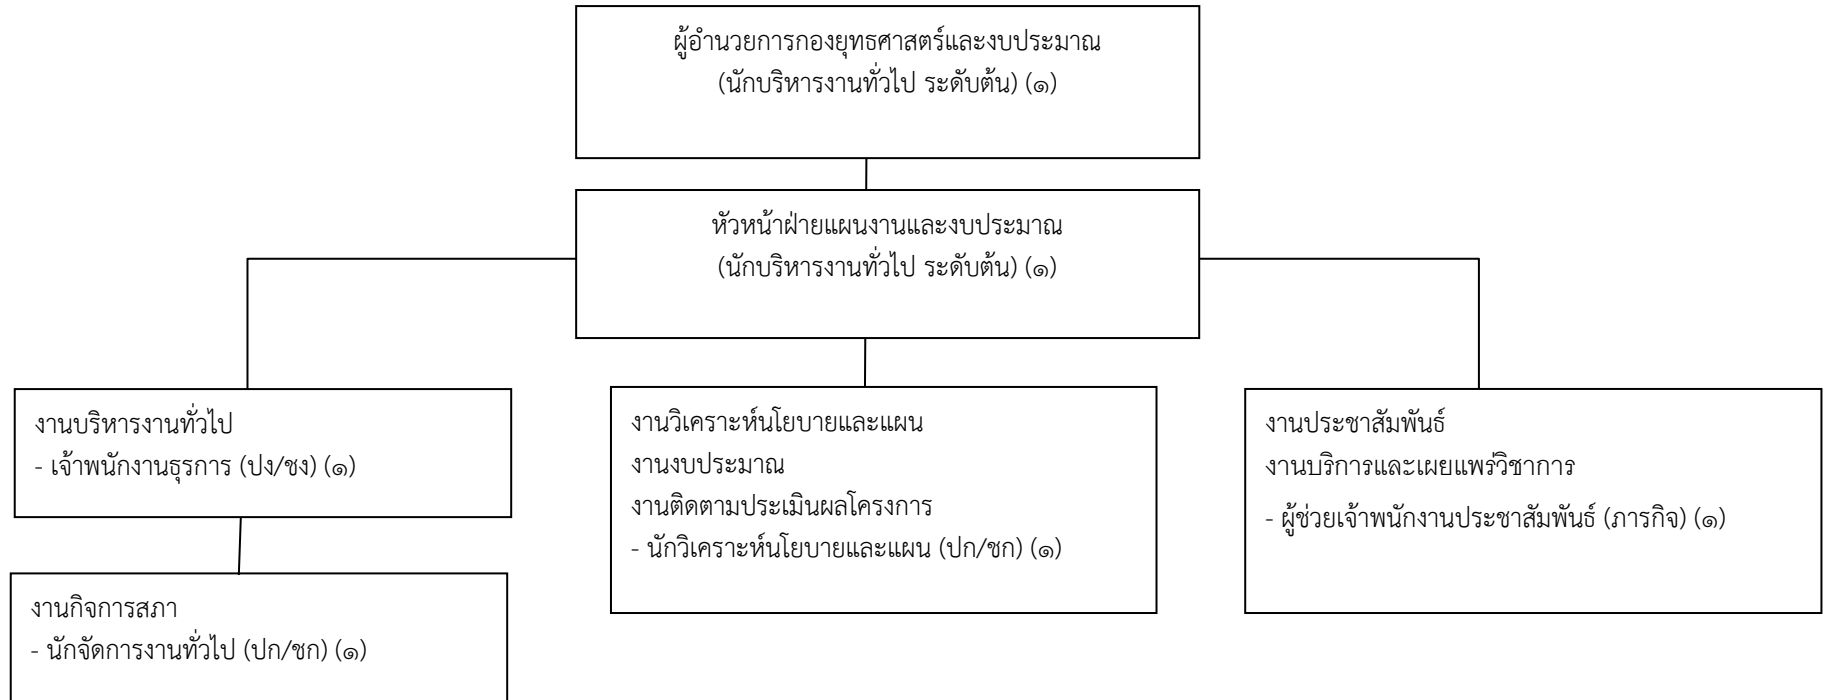 ผู้อำนวยการกองยุทธศาสตร์และงบประมาณ
(นักบริหารงานทั่วไป ระดับต้น) (๑)
หัวหน้าฝ่ายแผนงานและงบประมาณ
(นักบริหารงานทั่วไป ระดับต้น) (๑)
งานบริหารงานทั่วไป
- เจ้าพนักงานธุรการ (ปง/ชง) (๑)
งานกิจการสภา
- นักจัดการงานทั่วไป (ปก/ชก) (๑)
งานวิเคราะห์นโยบายและแผน
งานงบประมาณ
งานติดตามประเมินผลโครงการ
- นักวิเคราะห์นโยบายและแผน (ปก/ชก) (๑)
งานประชาสัมพันธ์
งานบริการและเผยแพร่วิชาการ
- ผู้ช่วยเจ้าพนักงานประชาสัมพันธ์ (ภารกิจ) (๑)